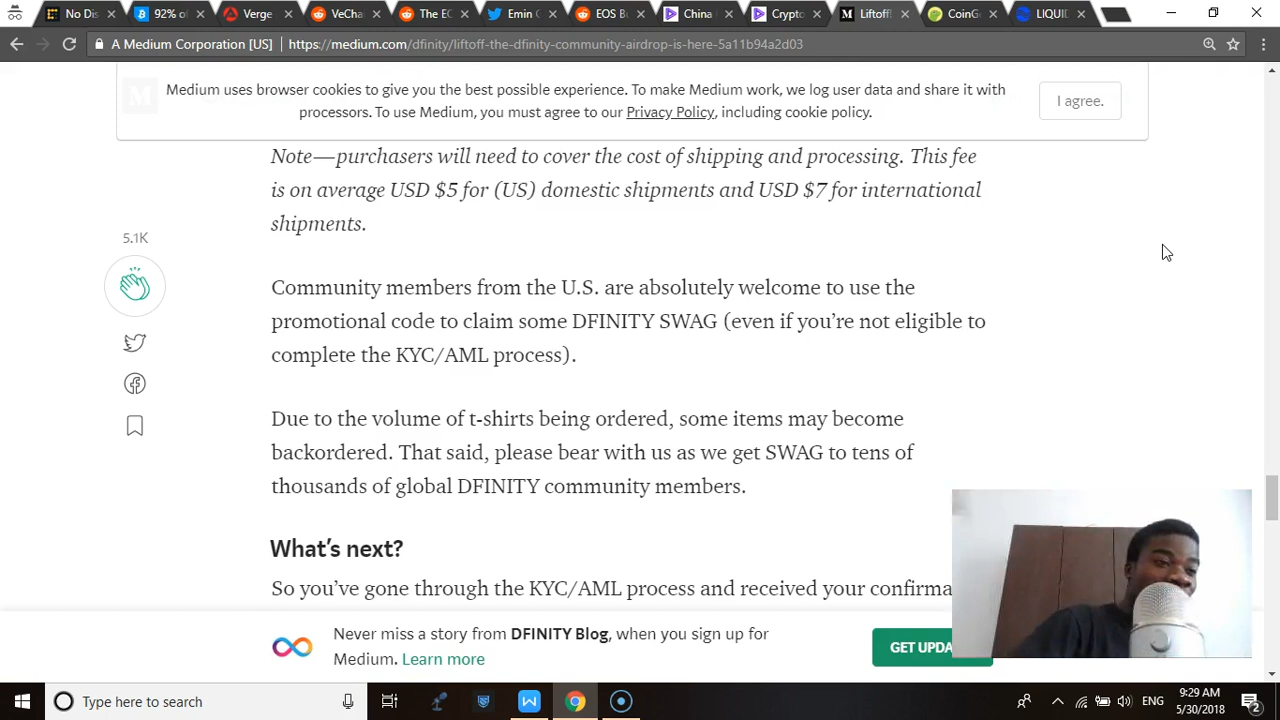 No Dis
92% of
Verge
VeCha
The EC
Emin G
EOS Bu
China
Crypto
Liftoff!
CoinG
LIQUID
A Medium Corporation [US] | https://medium.com/dfinity/liftoff-the-dfinity-community-airdrop-is-here-5a11b94a2d03
Medium uses browser cookies to give you the best possible experience. To make Medium work, we log user data and share it with
processors. To use Medium, you must agree to our Privacy Policy, including cookie policy.
I agree.
Note—purchasers will need to cover the cost of shipping and processing. This fee
is on average USD $5 for (US) domestic shipments and USD $7 for international
shipments.
5.1K
Community members from the U.S. are absolutely welcome to use the
promotional code to claim some DFINITY SWAG (even if you’re not eligible to
complete the KYC/AML process).
Due to the volume of t-shirts being ordered, some items may become
backordered. That said, please bear with us as we get SWAG to tens of
thousands of global DFINITY community members.
What’s next?
So you’ve gone through the KYC/AML process and received your confirma
Never miss a story from DFINITY Blog, when you sign up for
Medium. Learn more
GET UPDA
Type here to search
ENG
9:29 AM
5/30/2018
2